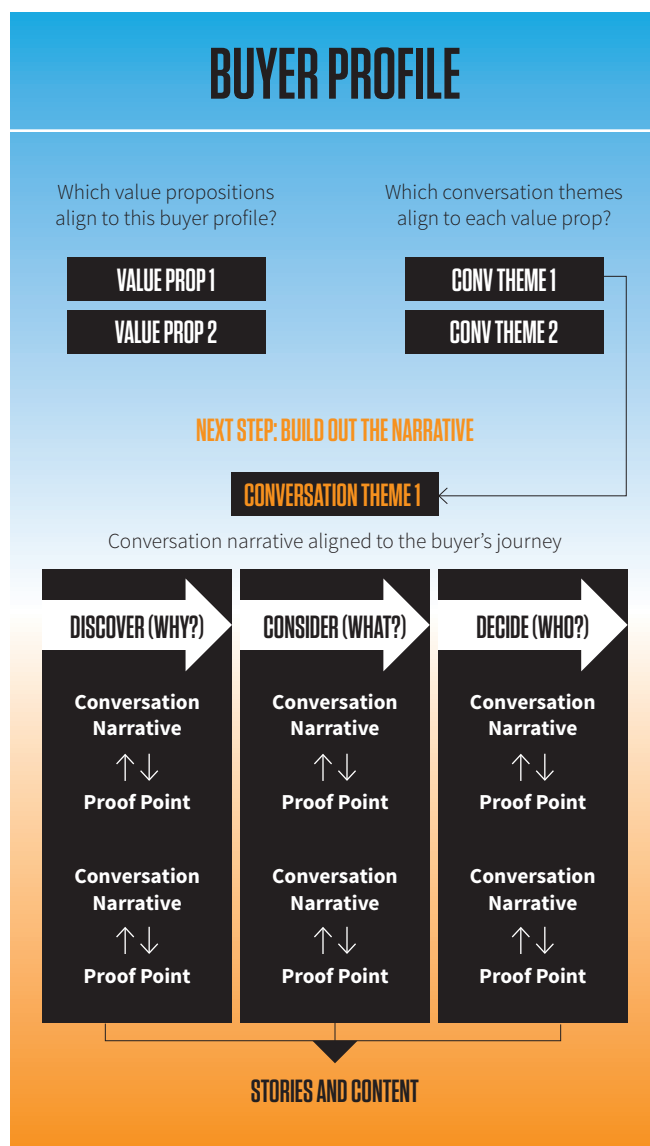 BUYER PROFILE
Which value propositions
align to this buyer profile?
Which conversation themes
align to each value prop?
VALUE PROP 1
VALUE PROP 2
CONV THEME 1
CONV THEME 2
NEXT STEP: BUILD OUT THE NARRATIVE
CONVERSATION THEME 1
Conversation narrative aligned to the buyer’s journey
DISCOVER (WHY?)
Conversation
Narrative
Proof Point
Conversation
Narrative
Proof Point
CONSIDER (WHAT?)
Conversation
Narrative
Proof Point
Conversation
Narrative
Proof Point
DECIDE (WHO?)
Conversation
Narrative
Proof Point
Conversation
Narrative
Proof Point
STORIES AND CONTENT